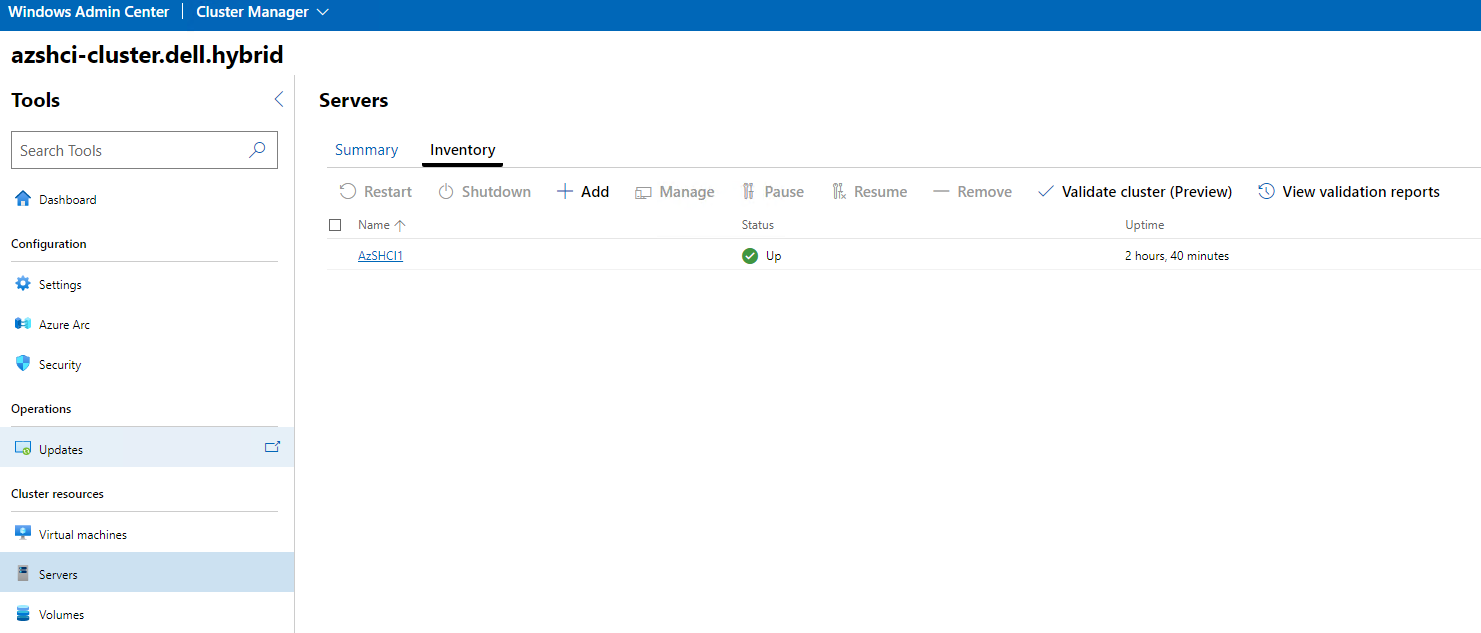 Windows Admin Center | Cluster Manager
azshci-cluster.dell.hybrid
Tools
Search Tools
Dashboard
Configuration
Settings
Azure Arc
Security
Operations
Updates
Cluster resources
Virtual machines
Servers
Volumes
Servers
Summary Inventory
Restart Shutdown Add Manage Pause Resume Remove Validate cluster (Preview) View validation reports
Name Status Uptime
AzSHCI1 Up 2 hours, 40 minutes